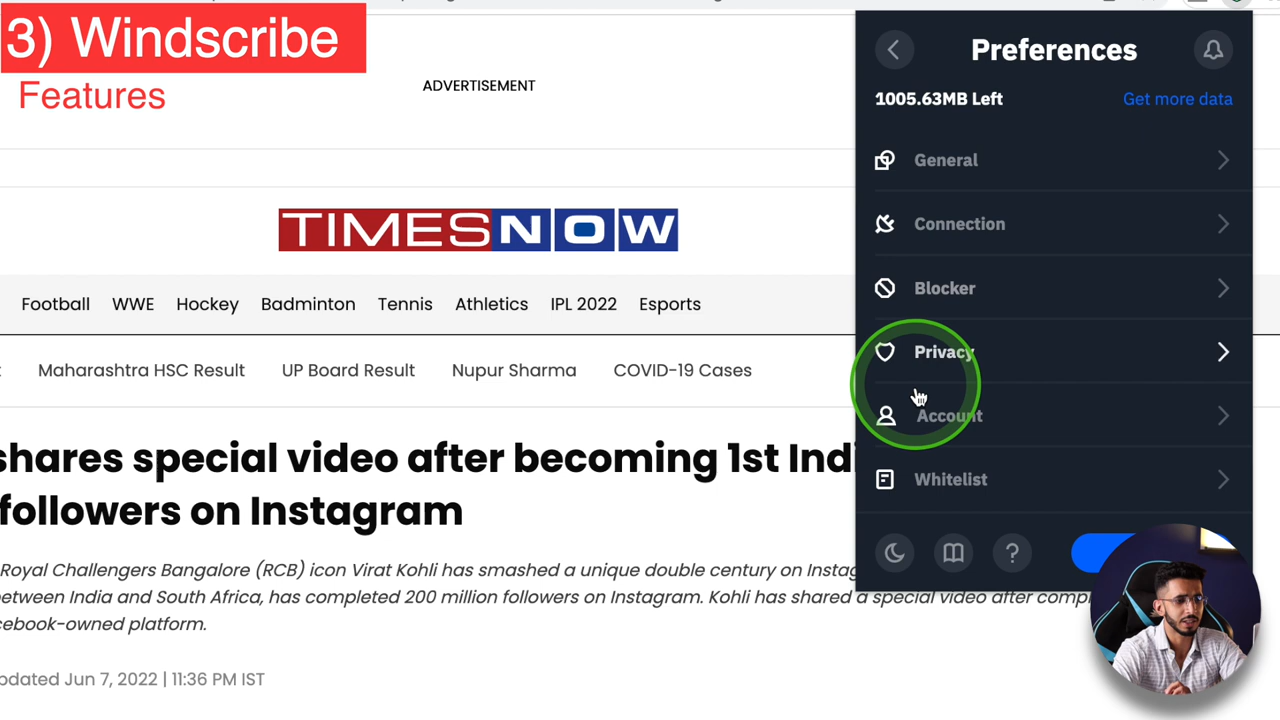 3) Windscribe
Features
ADVERTISEMENT
TIMES NOW
Football WWE Hockey Badminton Tennis Athletics IPL 2022 Esports
Maharashtra HSC Result UP Board Result Nupur Sharma COVID-19 Cases
shares special video after becoming 1st Indi
followers on Instagram
Royal Challengers Bangalore (RCB) icon Virat Kohli has smashed a unique double century on Instag
etween India and South Africa, has completed 200 million followers on Instagram. Kohli has shared a special video after compl
cebook-owned platform.
pdated Jun 7, 2022 | 11:36 PM IST
Preferences
1005.63MB Left Get more data
General
Connection
Blocker
Privacy
Account
Whitelist
?